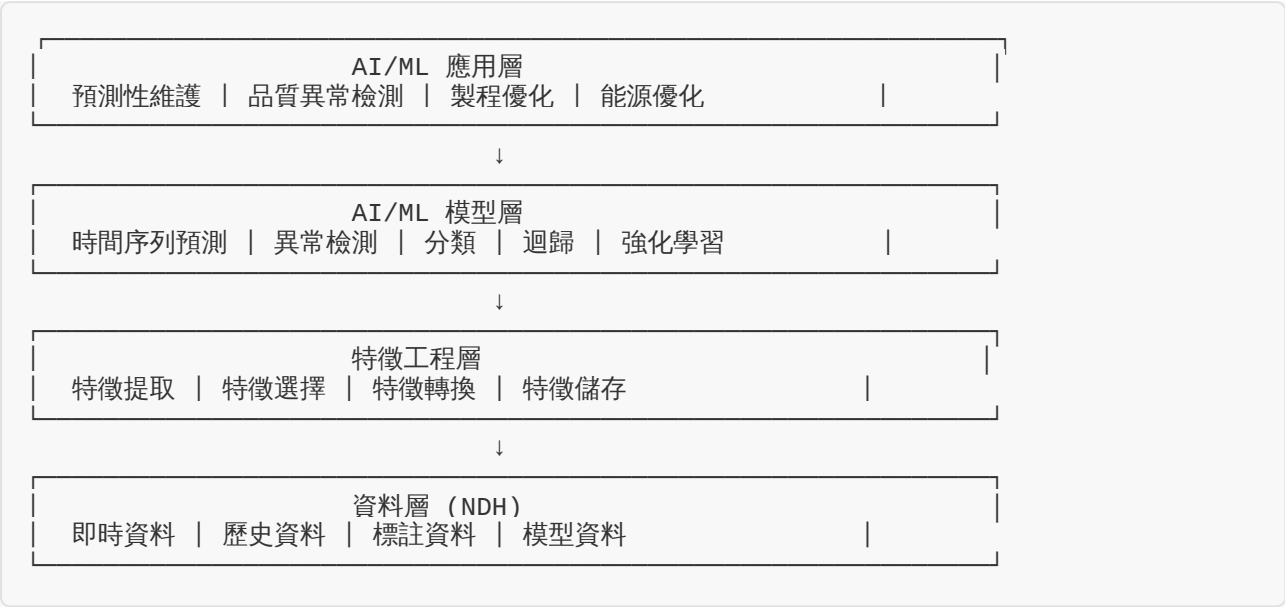 AI/ML 應用層
預測性維護 | 品質異常檢測 | 製程優化 | 能源優化
↓
AI/ML 模型層
時間序列預測 | 異常檢測 | 分類 | 迴歸 | 強化學習
↓
特徵工程層
特徵提取 | 特徵選擇 | 特徵轉換 | 特徵儲存
↓
資料層 (NDH)
即時資料 | 歷史資料 | 標註資料 | 模型資料